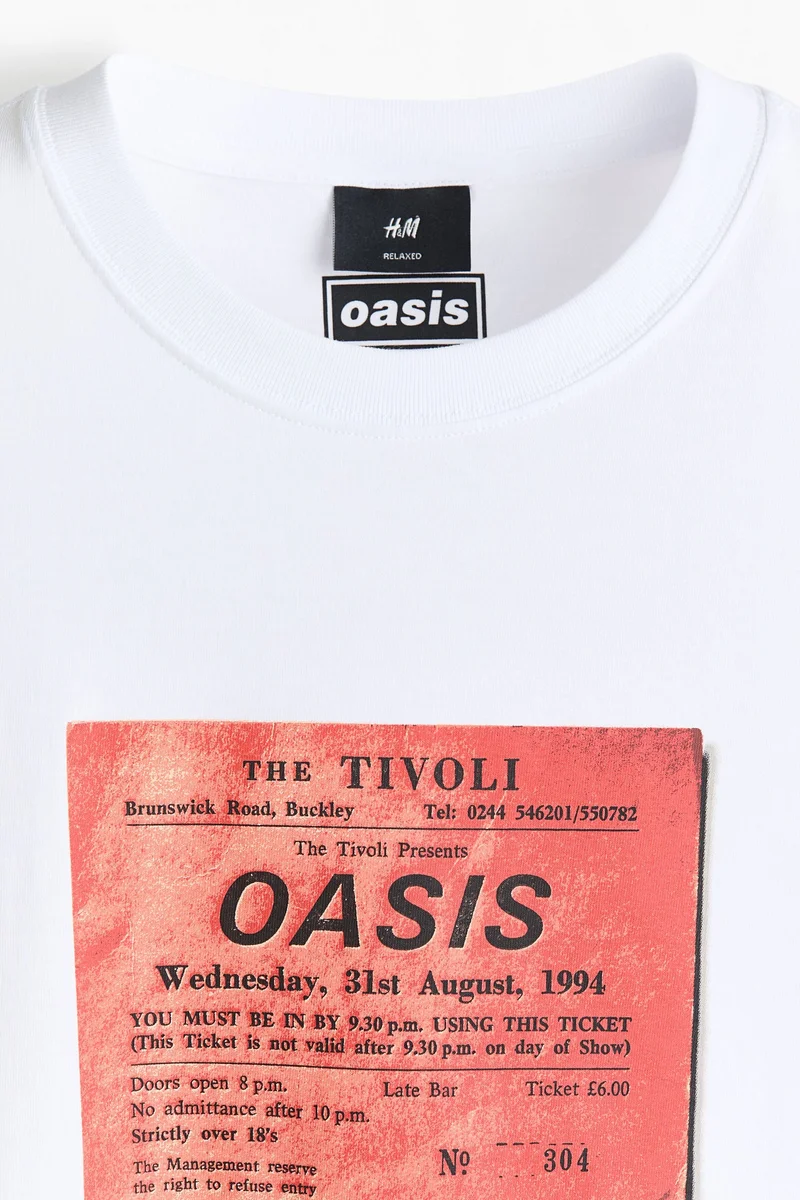 H&M
RELAXED
oasis
THE TIVOLI
Brunswick Road, Buckley Tel: 0244 546201/550782
The Tivoli Presents
OASIS
Wednesday, 31st August, 1994
YOU MUST BE IN BY 9.30 p.m. USING THIS TICKET
(This Ticket is not valid after 9.30 p.m. on day of Show)
Doors open 8 p.m. Late Bar Ticket £6.00
No admittance after 10 p.m.
Strictly over 18's
Nº 304
The Management reserve
the right to refuse entry